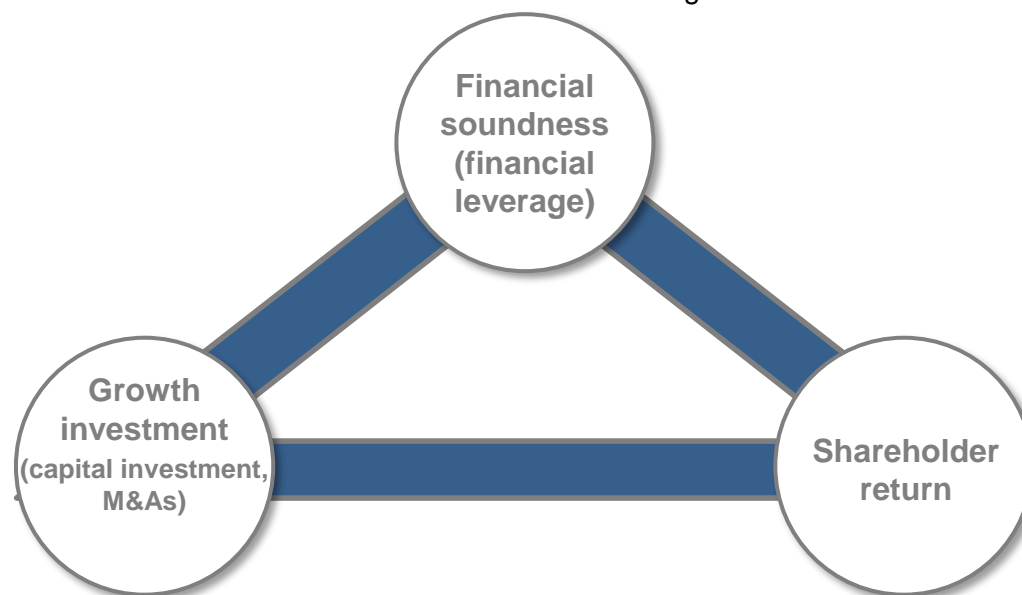 Financial
soundness
(financial
leverage)
Growth
investment
(capital investment,
M&As)
Shareholder
return